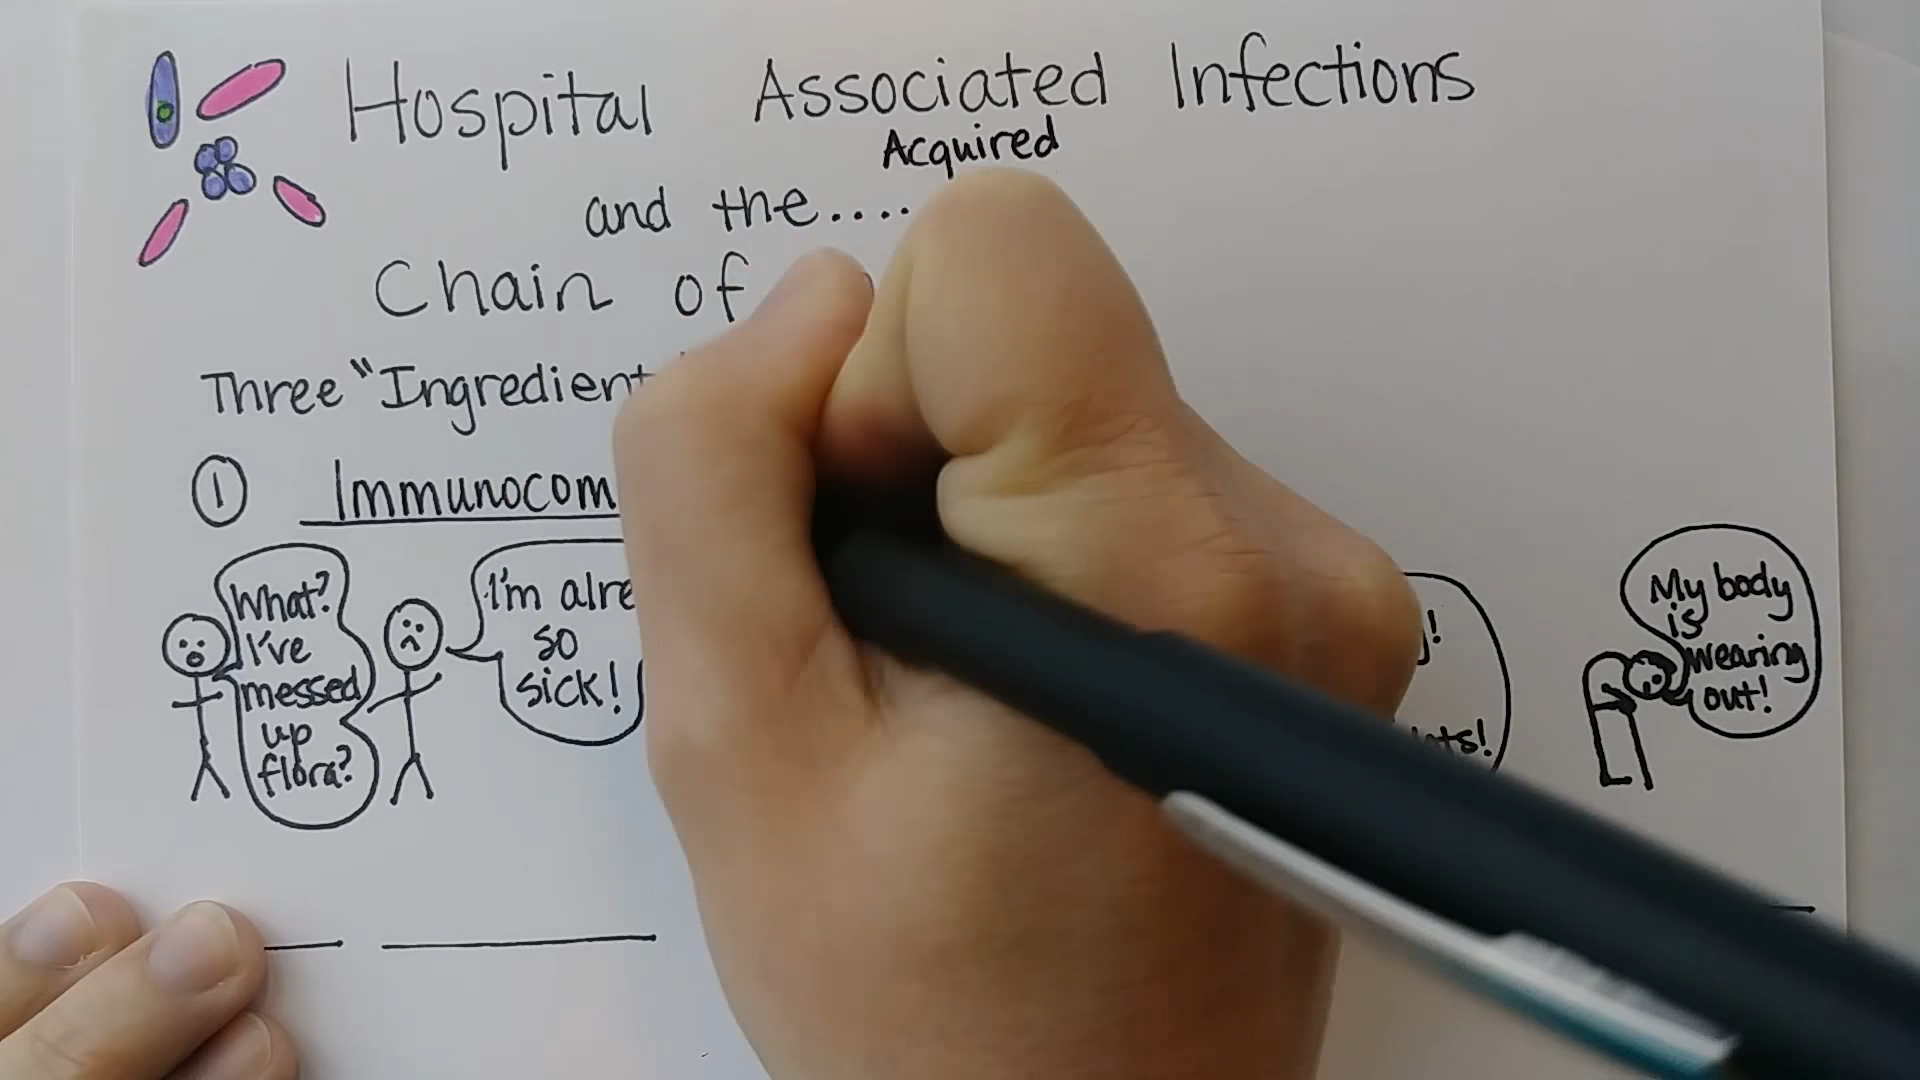 Hospital Associated Infections
Acquired
and the....
Chain of
Three "Ingredient
1 Immunocom
What?
I've
messed
up
flora?
I'm alre
so
sick!
!
My body
is
wearing
out!